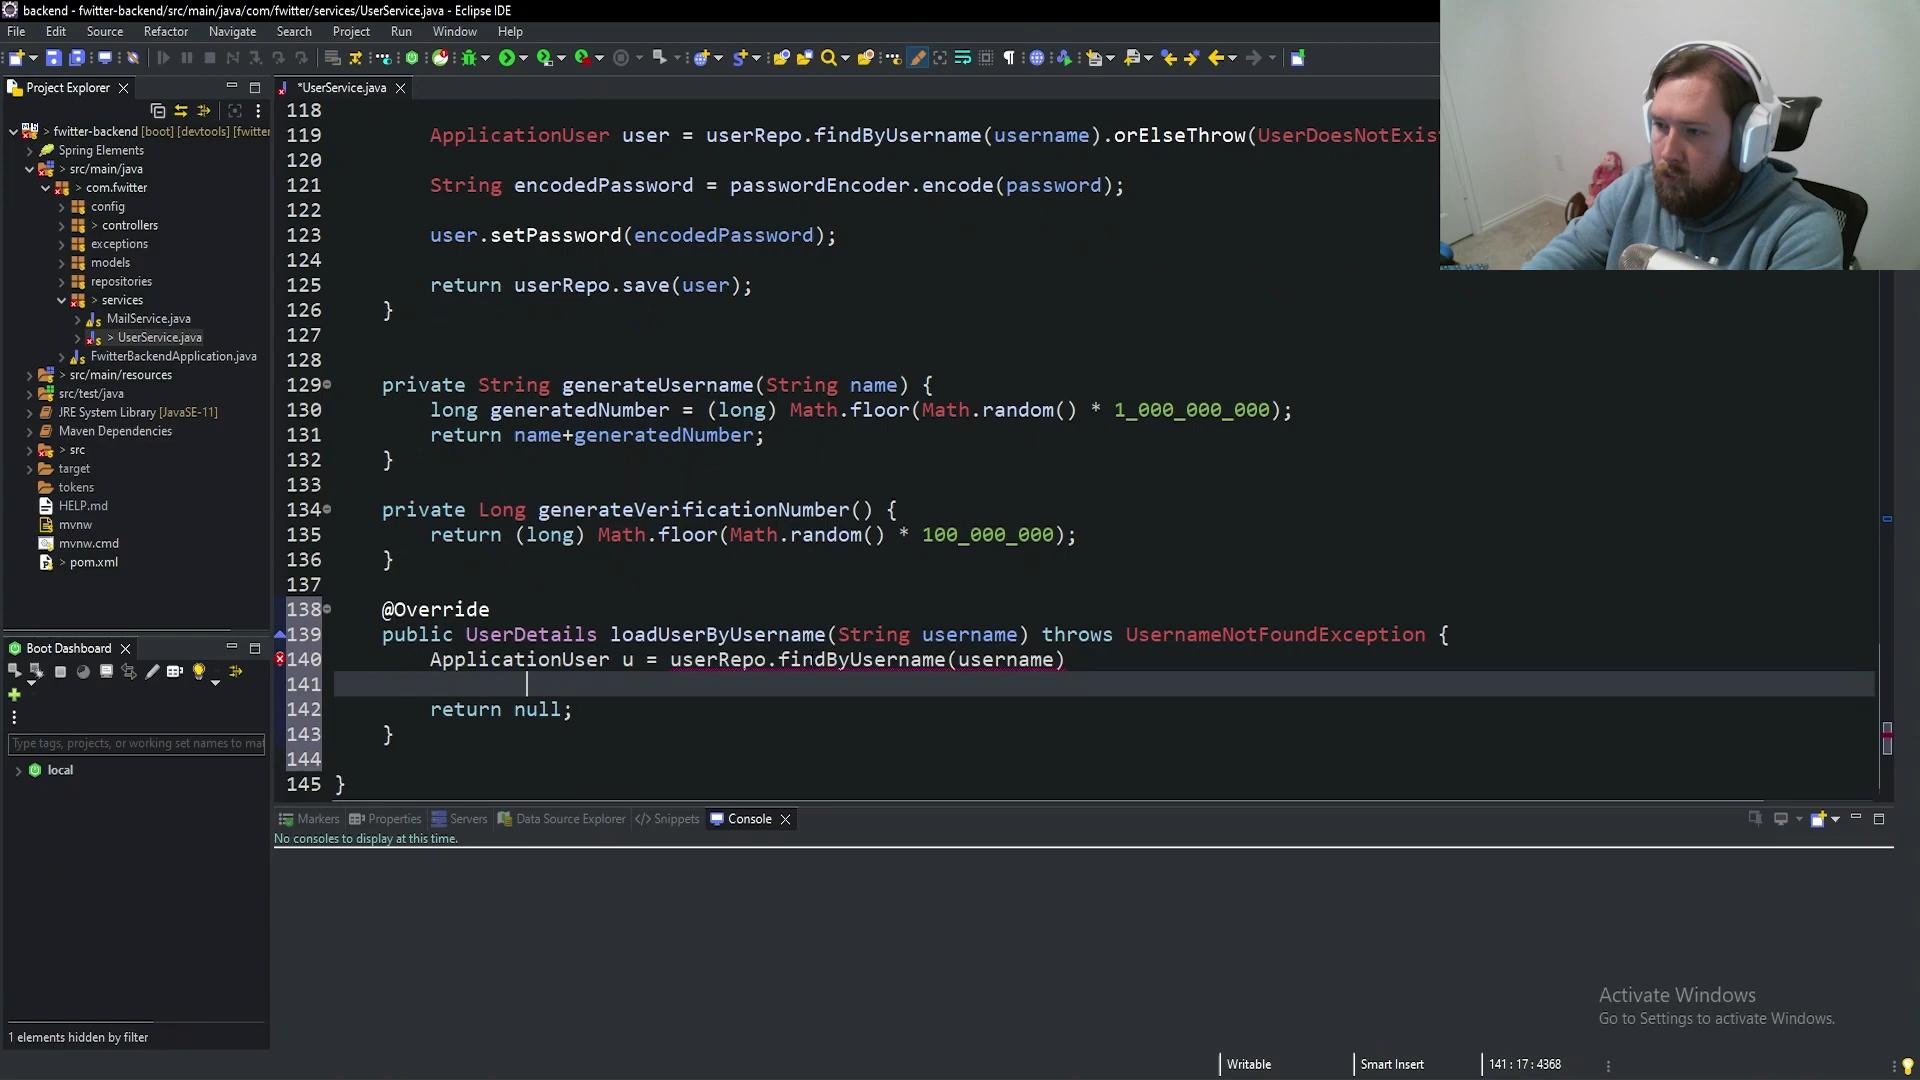 backend - fwitter-backend/src/main/java/com/fwitter/services/UserService.java - Eclipse IDE
File Edit Source Refactor Navigate Search Project Run Window Help
Project Explorer
*UserService.java
> fwitter-backend [boot] [devtools] [fwitter
Spring Elements
> src/main/java
> com.fwitter
config
> controllers
exceptions
models
repositories
> services
MailService.java
> UserService.java
FwitterBackendApplication.java
> src/main/resources
src/test/java
JRE System Library [JavaSE-11]
Maven Dependencies
> src
target
tokens
HELP.md
mvnw
mvnw.cmd
> pom.xml
118
119 ApplicationUser user = userRepo.findByUsername(username).orElseThrow(UserDoesNotExis
120
121 String encodedPassword = passwordEncoder.encode(password);
122
123 user.setPassword(encodedPassword);
124
125 return userRepo.save(user);
126 }
127
128
129 private String generateUsername(String name) {
130 long generatedNumber = (long) Math.floor(Math.random() * 1_000_000_000);
131 return name+generatedNumber;
132 }
133
134 private Long generateVerificationNumber() {
135 return (long) Math.floor(Math.random() * 100_000_000);
136 }
137
138 @Override
139 public UserDetails loadUserByUsername(String username) throws UsernameNotFoundException {
140 ApplicationUser u = userRepo.findByUsername(username)
141
142 return null;
143 }
144
145 }
Boot Dashboard
Type tags, projects, or working set names to mat
local
1 elements hidden by filter
Markers Properties Servers Data Source Explorer Snippets Console
No consoles to display at this time.
Activate Windows
Go to Settings to activate Windows.
Writable Smart Insert 141 : 17 : 4368